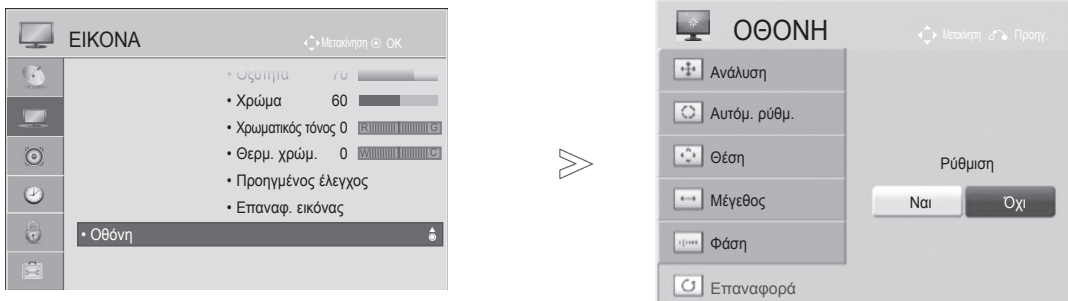 ΕΙΚΟΝΑ Μετακίνηση OK
• Οξύτητα 70
• Χρώμα 60
• Χρωματικός τόνος 0 R G
• Θερμ. χρώμ. 0 W C
• Προηγμένος έλεγχος
• Επαναφ. εικόνας
• Οθόνη
ΟΘΟΝΗ Μετακίνηση Προηγ.
Ανάλυση
Αυτόμ. ρύθμ.
Θέση
Μέγεθος
Φάση
Επαναφορά
Ρύθμιση
Ναι Όχι